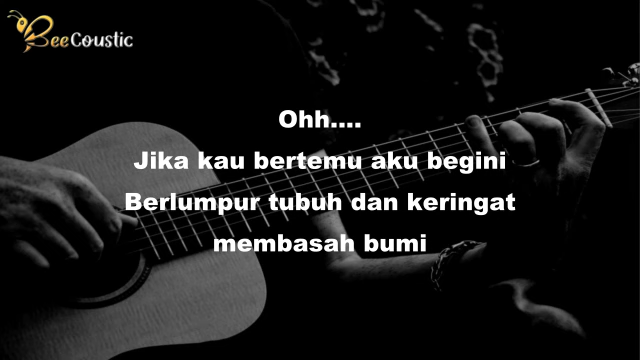 BeeCoustic
Ohh....
Jika kau bertemu aku begini
Berlumpur tubuh dan keringat
membasah bumi